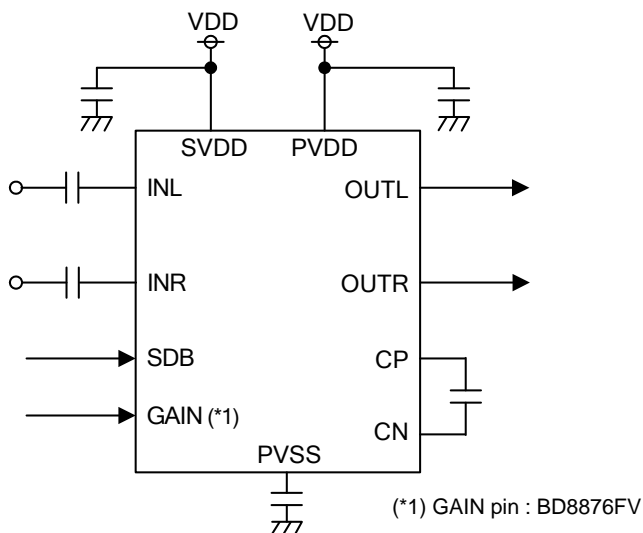 VDD VDD
SVDD PVDD
INL OUTL
INR OUTR
SDB CP
GAIN (*1)
CN
PVSS
(*1) GAIN pin : BD8876FV